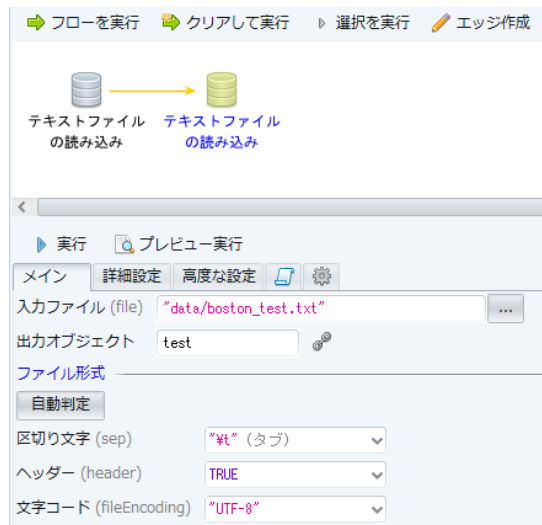 フローを実行 クリアして実行 選択を実行 エッジ作成
テキストファイル テキストファイル
の読み込み の読み込み
実行 プレビュー実行
メイン 詳細設定 高度な設定
入力ファイル (file) "data/boston_test.txt" ...
出力オブジェクト test
ファイル形式
自動判定
区切り文字 (sep) "¥t" (タブ)
ヘッダー (header) TRUE
文字コード (fileEncoding) "UTF-8"